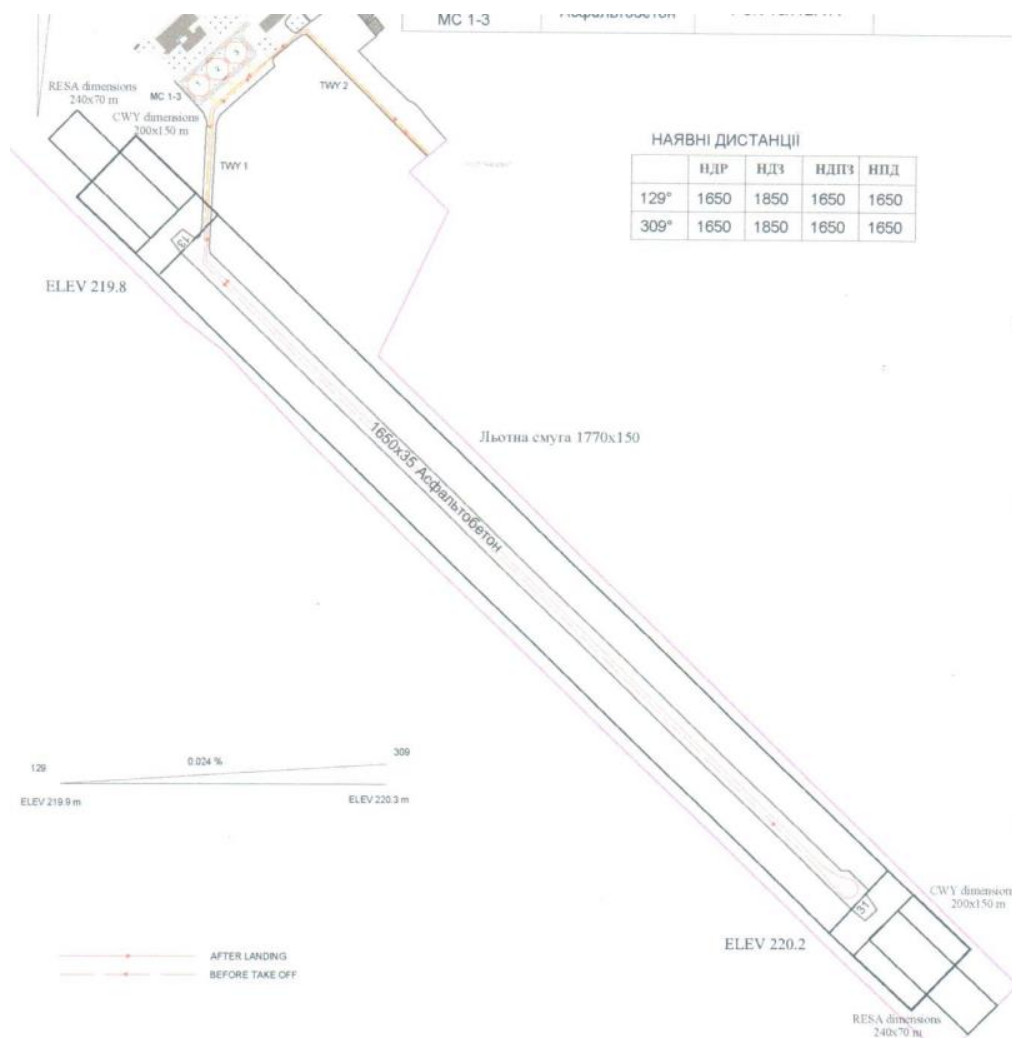 МС 1-3
Асфальтобетон
3
2
1
RESA dimensions
240x70 m
МС 1-3
CWY dimensions
200x150 m
TWY 2
TWY 1
НАЯВНІ ДИСТАНЦІЇ
НДР НДЗ НДПЗ НПД
129° 1650 1850 1650 1650
309° 1650 1850 1650 1650
13
ELEV 219.8
Льотна смуга 1770x150
1650x35 Асфальтобетон
129 0.024 % 309
ELEV 219.9 m ELEV 220.3 m
31
CWY dimension
200x150 m
ELEV 220.2
AFTER LANDING
BEFORE TAKE OFF
RESA dimensions
240x70 m